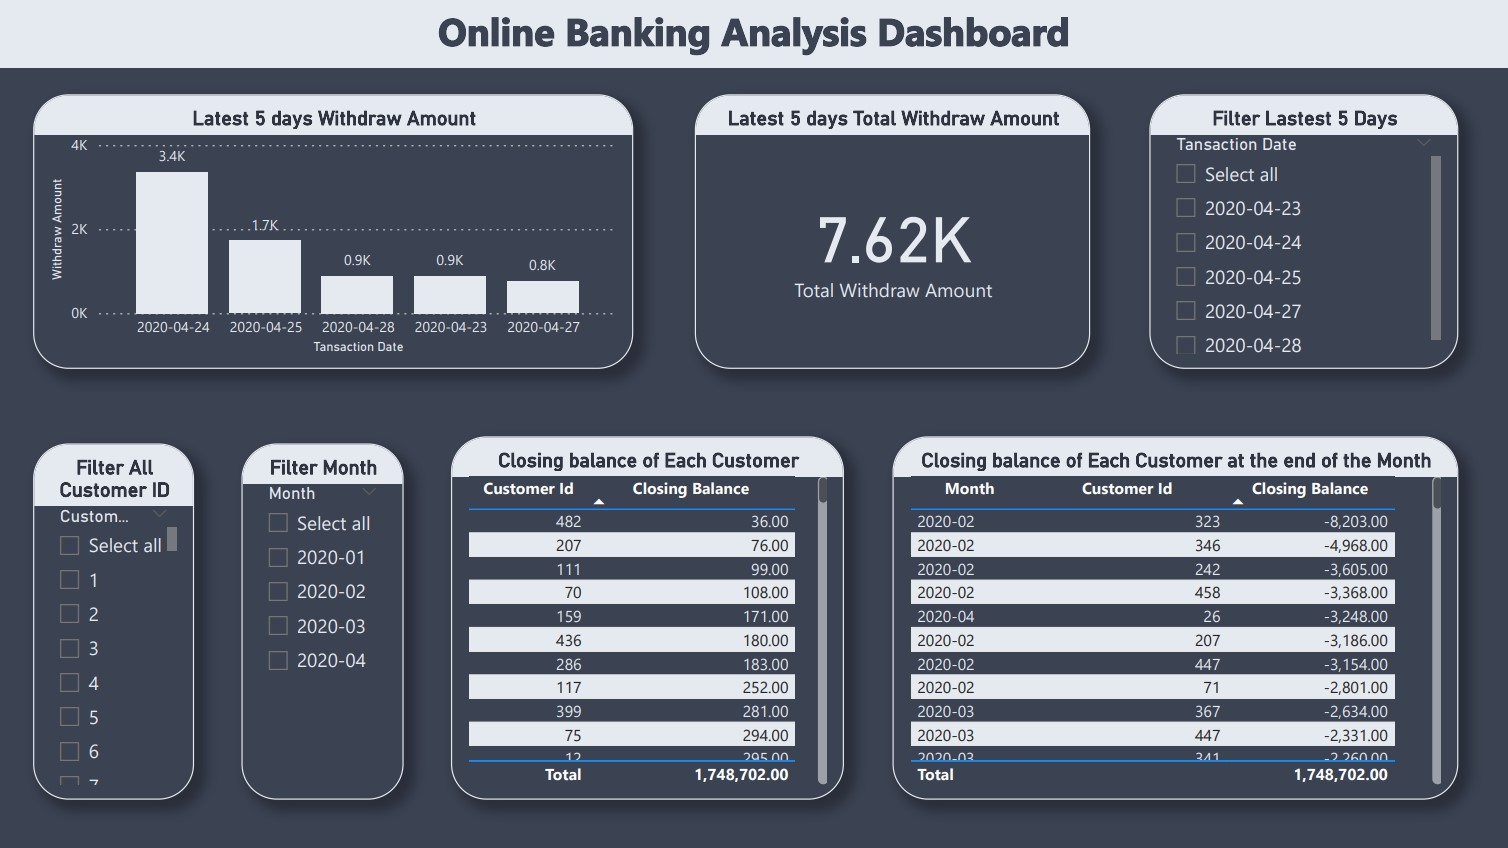 Online Banking Analysis Dashboard
Latest 5 days Withdraw Amount
4K
3.4K
1.7K
2K
0.9K
0.9K
0.8K
0K
Withdraw Amount
2020-04-24 2020-04-25 2020-04-28 2020-04-23 2020-04-27
Tansaction Date
Latest 5 days Total Withdraw Amount
7.62K
Total Withdraw Amount
Filter Lastest 5 Days
Tansaction Date
Select all
2020-04-23
2020-04-24
2020-04-25
2020-04-27
2020-04-28
Filter All
Customer ID
Custom...
Select all
1
2
3
4
5
6
7
Filter Month
Month
Select all
2020-01
2020-02
2020-03
2020-04
Closing balance of Each Customer
Customer Id Closing Balance
482 36.00
207 76.00
111 99.00
70 108.00
159 171.00
436 180.00
286 183.00
117 252.00
399 281.00
75 294.00
12 295.00
Total 1,748,702.00
Closing balance of Each Customer at the end of the Month
Month Customer Id Closing Balance
2020-02 323 -8,203.00
2020-02 346 -4,968.00
2020-02 242 -3,605.00
2020-02 458 -3,368.00
2020-04 26 -3,248.00
2020-02 207 -3,186.00
2020-02 447 -3,154.00
2020-02 71 -2,801.00
2020-03 367 -2,634.00
2020-03 447 -2,331.00
2020-03 341 -2,260.00
Total 1,748,702.00